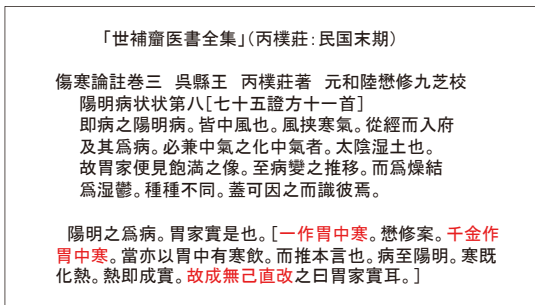 「世補齋医書全集」(丙樸莊：民国末期)
傷寒論註巻三　呉縣王　丙樸莊著　元和陸懋修九芝校
陽明病状状第八[七十五證方十一首]
即病之陽明病。皆中風也。風挟寒氣。從經而入府
及其爲病。必兼中氣之化中氣者。太陰湿土也。
故胃家便見飽満之像。至病變之推移。而爲燥結
爲湿鬱。種種不同。蓋可因之而識彼焉。
陽明之爲病。胃家實是也。[一作胃中寒。懋修案。千金作
胃中寒。當亦以胃中有寒飲。而推本言也。病至陽明。寒既
化熱。熱即成實。故成無己直改之曰胃家實耳。]